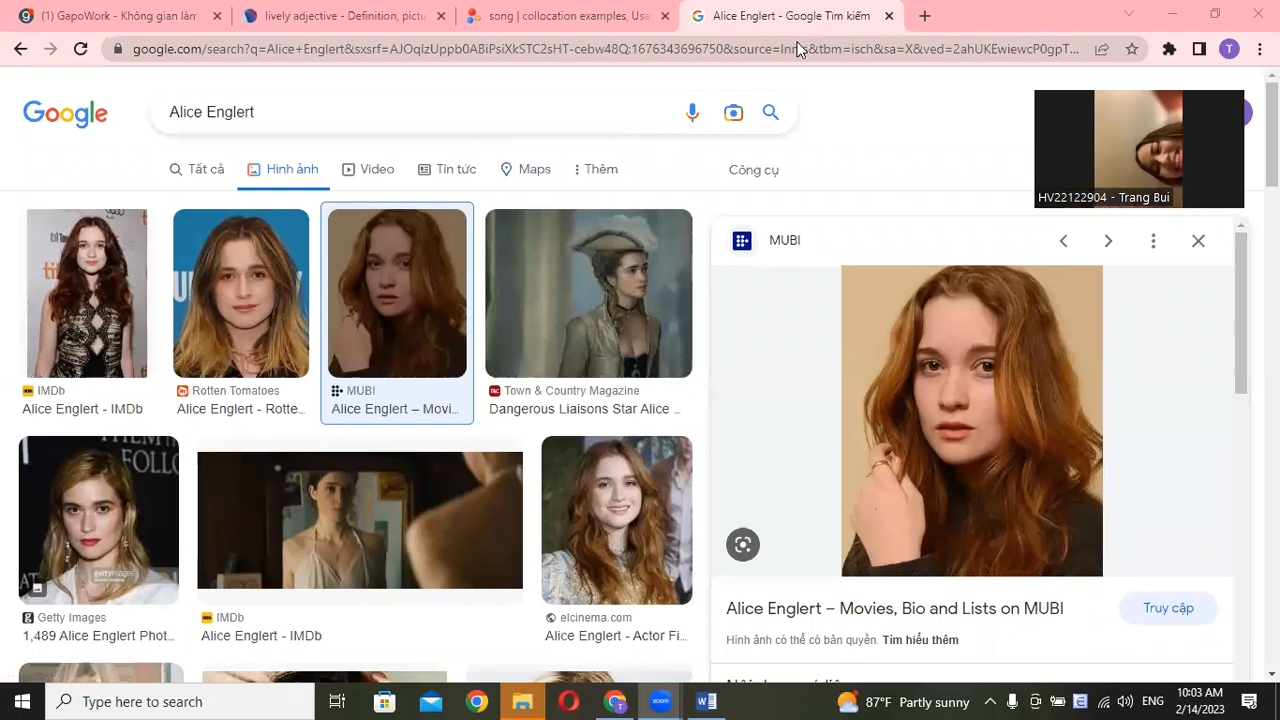 (1) GapoWork - Không gian làm
lively adjective - Definition, pictu
song | collocation examples, Usa
Alice Englert - Google Tìm kiếm
google.com/search?q=Alice+Englert&sxsrf=AJOqlzUppb0ABiPsiXkSTC2sHT-cebw48Q:1676343696750&source=lnms&tbm=isch&sa=X&ved=2ahUKEwiewcP0gpT...
T
Google
Alice Englert
Tất cả
Hình ảnh
Video
Tin tức
Maps
Thêm
Công cụ
HV22122904 - Trang Bui
IMDb
Alice Englert - IMDb
Rotten Tomatoes
Alice Englert - Rotte...
MUBI
Alice Englert – Movi...
Town & Country Magazine
Dangerous Liaisons Star Alice ...
MUBI
gettyimages
Getty Images
1,489 Alice Englert Phot...
IMDb
Alice Englert - IMDb
elcinema.com
Alice Englert - Actor Fi...
Alice Englert – Movies, Bio and Lists on MUBI
Truy cập
Hình ảnh có thể có bản quyền. Tìm hiểu thêm
Type here to search
zoom
87°F Partly sunny
ENG
10:03 AM
2/14/2023